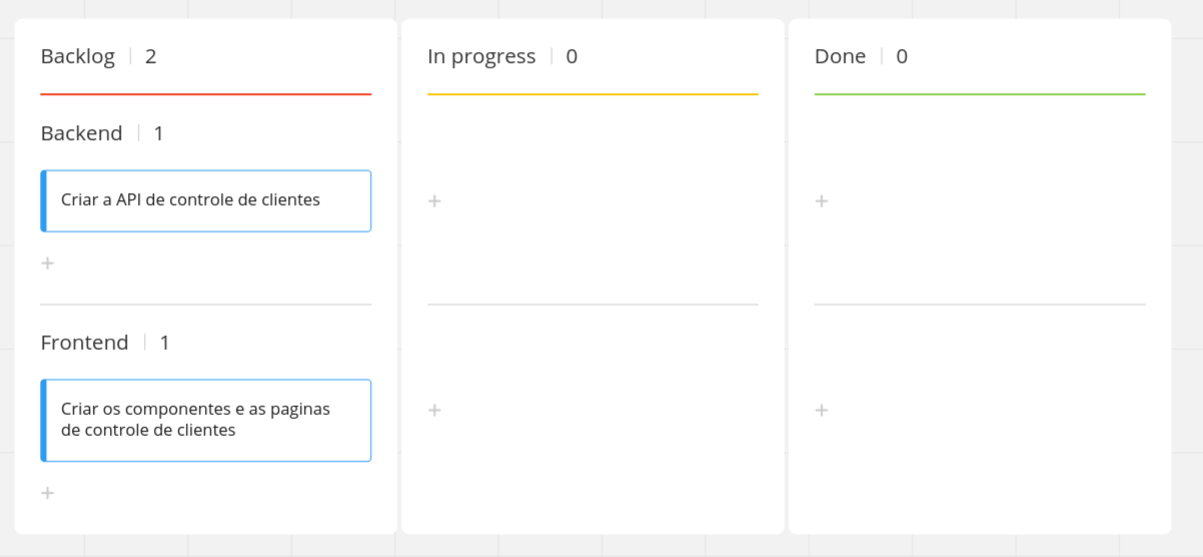 Backlog | 2
In progress | 0
Done | 0
Backend | 1
Criar a API de controle de clientes
+
+
+
Frontend | 1
Criar os componentes e as paginas
de controle de clientes
+
+
+